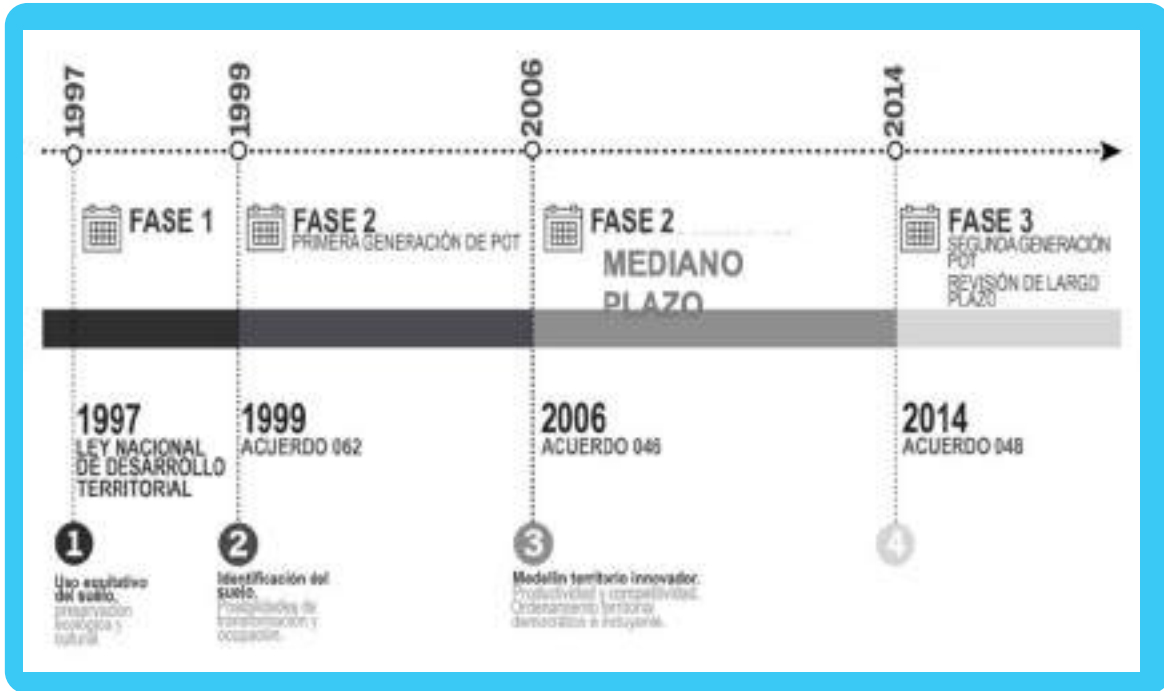 1997
1999
2006
2014
FASE 1
FASE 2
PRIMERA GENERACIÓN DE POT
FASE 2
MEDIANO
PLAZO
FASE 3
SEGUNDA GENERACIÓN
POT
REVISIÓN DE LARGO
PLAZO
1997
LEY NACIONAL
DE DESARROLLO
TERRITORIAL
1999
ACUERDO 062
2006
ACUERDO 046
2014
ACUERDO 048
1
2
3
4
Uso equitativo
del suelo,
preservación
ecológica y
cultural.
Identificación del
suelo.
Posibilidades de
transformación y
ocupación.
Medellín territorio innovador.
Productividad y competitividad.
Ordenamiento territorial
democrático e incluyente.